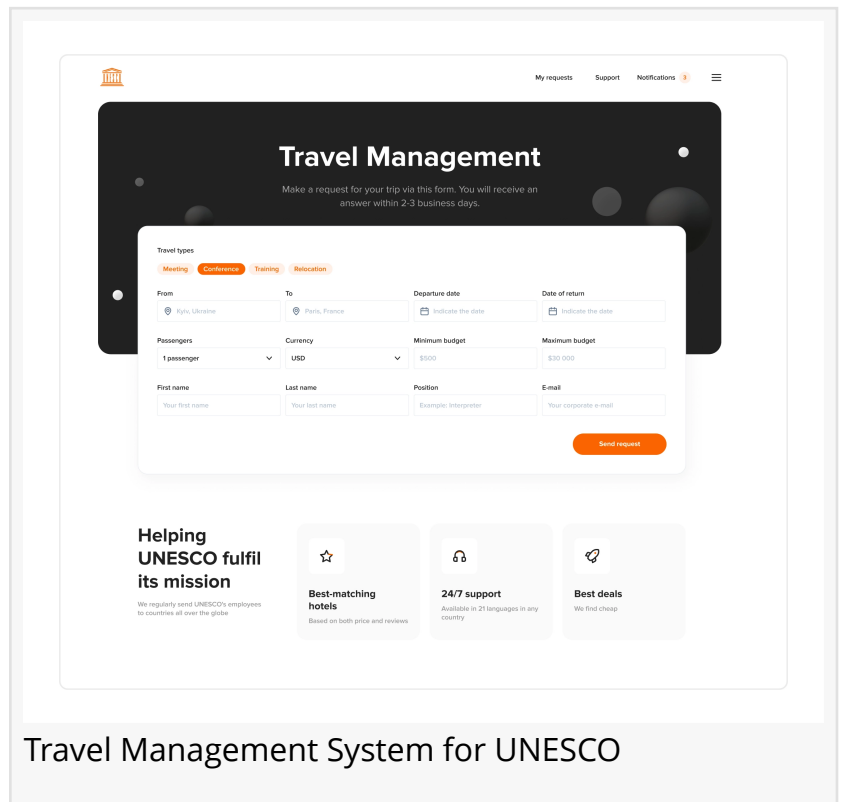 My requests Support Notifications 3
Travel Management
Make a request for your trip via this form. You will receive an
answer within 2-3 business days.
Travel types
Meeting Conference Training Relocation
From To Departure date Date of return
Kyiv, Ukraine Paris, France Indicate the date Indicate the date
Passengers Currency Minimum budget Maximum budget
1 passenger USD $500 $30 000
First name Last name Position E-mail
Your first name Your last name Example: Interpreter Your corporate e-mail
Send request
Helping
UNESCO fulfil
its mission
We regularly send UNESCO's employees
to countries all over the globe
Best-matching
hotels
Based on both price and reviews
24/7 support
Available in 21 languages in any
country
Best deals
We find cheap
Travel Management System for UNESCO